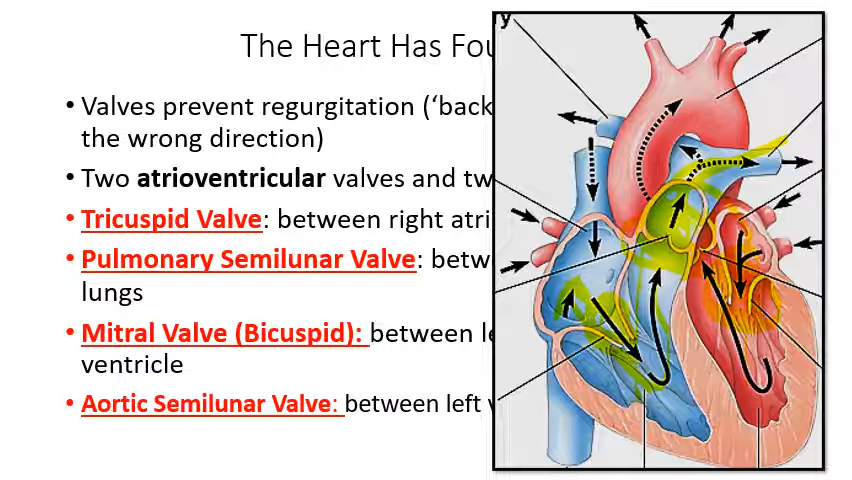 The Heart Has Fou
• Valves prevent regurgitation (‘back
the wrong direction)
• Two atrioventricular valves and tw
• Tricuspid Valve: between right atri
• Pulmonary Semilunar Valve: betw
lungs
• Mitral Valve (Bicuspid): between le
ventricle
• Aortic Semilunar Valve: between left v
ry